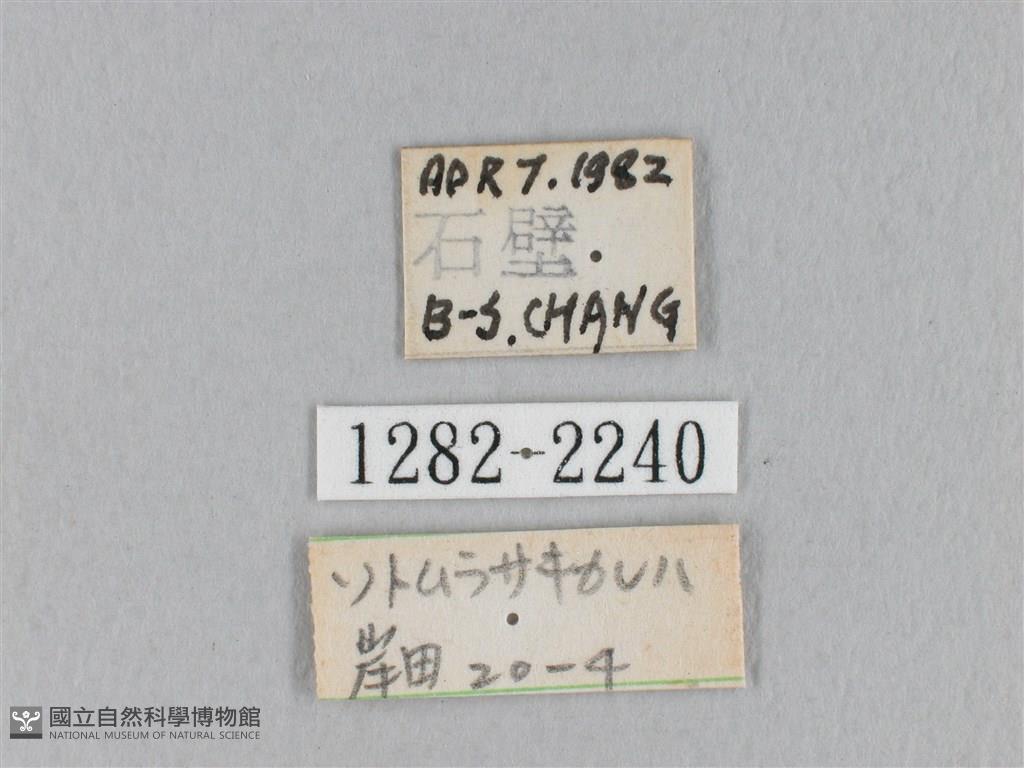 APR 7. 1982
石壁
B-S. CHANG
1282-2240
ソトムラサキカレハ
岸田 20-4
國立自然科學博物館
NATIONAL MUSEUM OF NATURAL SCIENCE